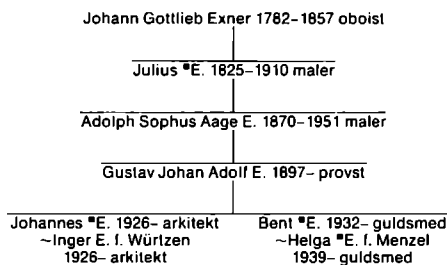 Johann Gottlieb Exner 1782–1857 oboist
Julius ▪E. 1825–1910 maler
Adolph Sophus Aage E. 1870–1951 maler
Gustav Johan Adolf E. 1897– provst
Johannes ▪E. 1926– arkitekt
~Inger E. f. Würtzen
1926– arkitekt
Bent ▪E. 1932– guldsmed
~Helga ▪E. f. Menzel
1939– guldsmed